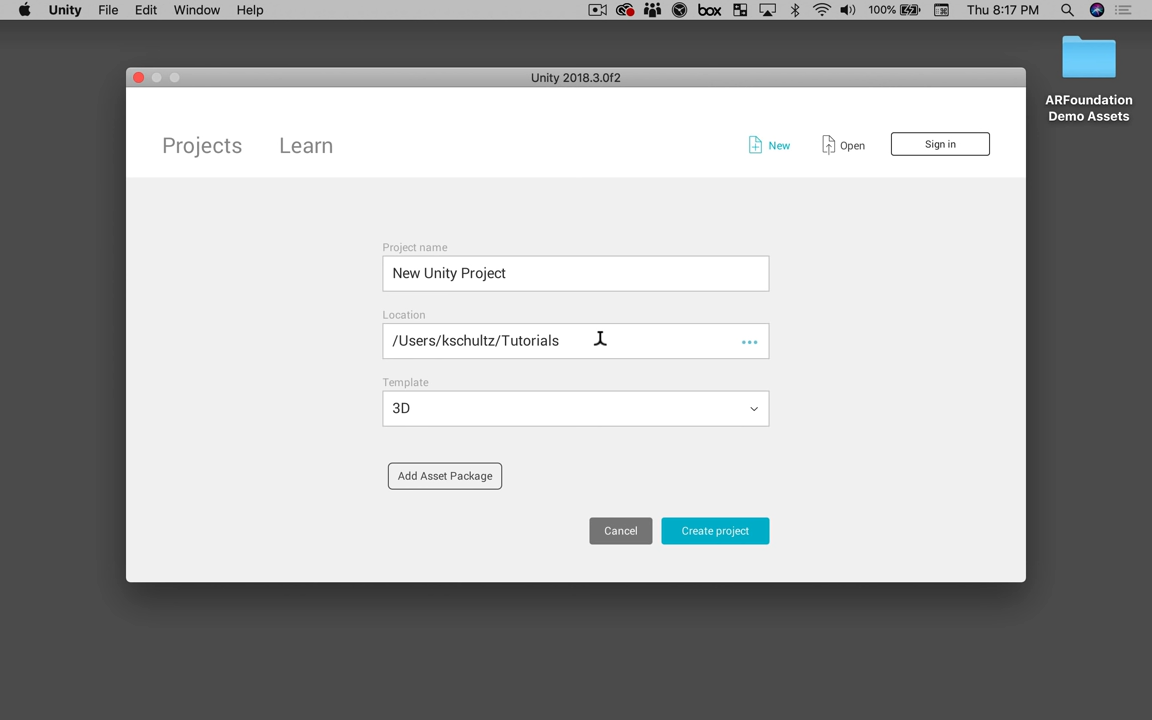 Unity File Edit Window Help box 100% Thu 8:17 PM
Unity 2018.3.0f2
ARFoundation
Demo Assets
Projects Learn New Open Sign in
Project name
New Unity Project
Location
/Users/kschultz/Tutorials
Template
3D
Add Asset Package
Cancel Create project